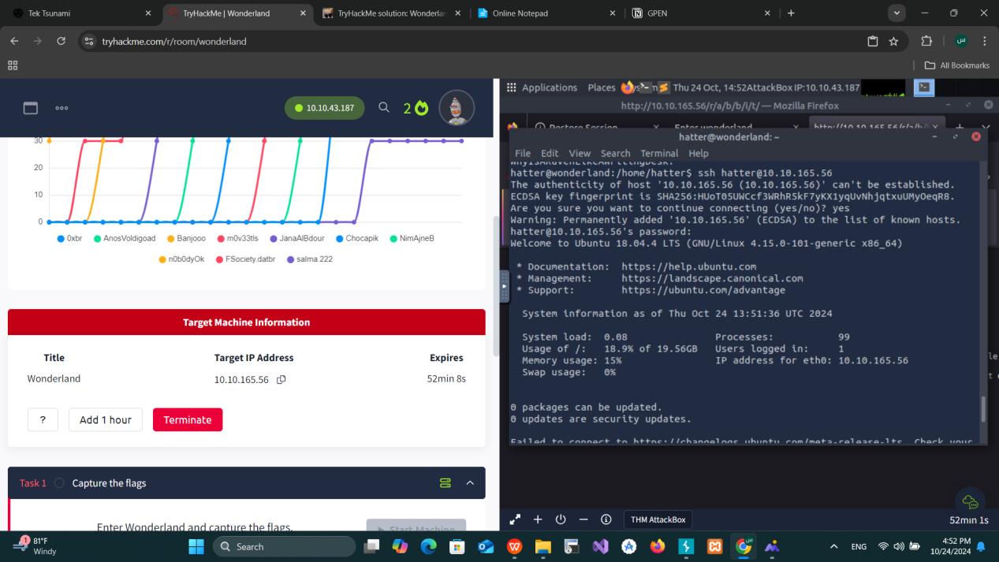 Tek Tsunami
TryHackMe | Wonderland
TryHackMe solution: Wonderlan
Online Notepad
GPEN
tryhackme.com/r/room/wonderland
س
All Bookmarks
10.10.43.187
2
30
20
10
0
0xbr
AnosVoldigoad
Banjooo
m0v33tls
JanaAlBdour
Chocapik
NimAjneB
n0b0dyOk
FSociety.datbr
salma.222
Target Machine Information
Title
Target IP Address
Expires
Wonderland
10.10.165.56
52min 8s
?
Add 1 hour
Terminate
Task 1
Capture the flags
Enter Wonderland and capture the flags.
Start Machine
Applications
Places
Thu 24 Oct, 14:52
AttackBox IP:10.10.43.187
http://10.10.165.56/r/a/b/b/i/t/ — Mozilla Firefox
Restore Session
Enter wonderland
http://10.10.165.56/r/a/b/
hatter@wonderland: ~
File Edit View Search Terminal Help
hatter@wonderland:/home/hatter$ ssh hatter@10.10.165.56
The authenticity of host '10.10.165.56 (10.10.165.56)' can't be established.
ECDSA key fingerprint is SHA256:HUoT05UWCcf3WRhR5kF7yKX1yqUvNhjqtxuUMyOeqR8.
Are you sure you want to continue connecting (yes/no)? yes
Warning: Permanently added '10.10.165.56' (ECDSA) to the list of known hosts.
hatter@10.10.165.56's password:
Welcome to Ubuntu 18.04.4 LTS (GNU/Linux 4.15.0-101-generic x86_64)
* Documentation: https://help.ubuntu.com
* Management: https://landscape.canonical.com
* Support: https://ubuntu.com/advantage
System information as of Thu Oct 24 13:51:36 UTC 2024
System load: 0.08 Processes: 99
Usage of /: 18.9% of 19.56GB Users logged in: 1
Memory usage: 15% IP address for eth0: 10.10.165.56
Swap usage: 0%
0 packages can be updated.
0 updates are security updates.
Failed to connect to https://changelogs.ubuntu.com/meta-release-lts. Check your
THM AttackBox
52min 1s
1
81°F
Windy
Search
ENG
4:52 PM
10/24/2024